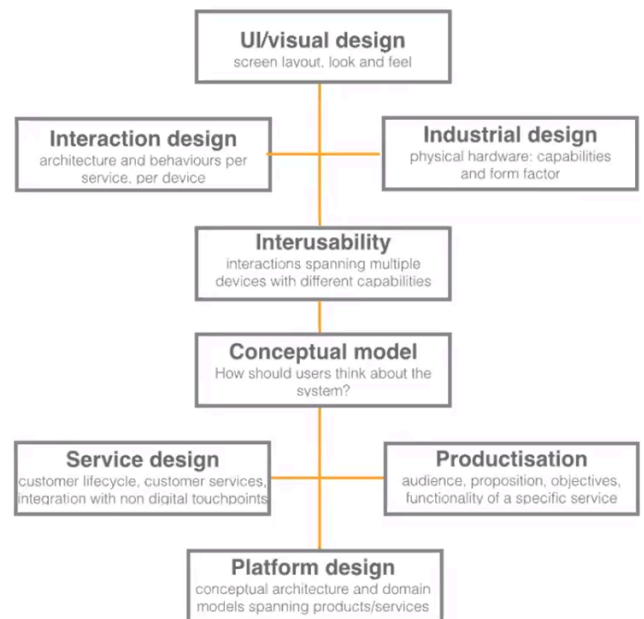 UI/visual design
screen layout, look and feel
Interaction design
architecture and behaviours per
service, per device
Industrial design
physical hardware: capabilities
and form factor
Interusability
interactions spanning multiple
devices with different capabilities
Conceptual model
How should users think about the
system?
Service design
customer lifecycle, customer services,
integration with non digital touchpoints
Productisation
audience, proposition, objectives,
functionality of a specific service
Platform design
conceptual architecture and domain
models spanning products/services